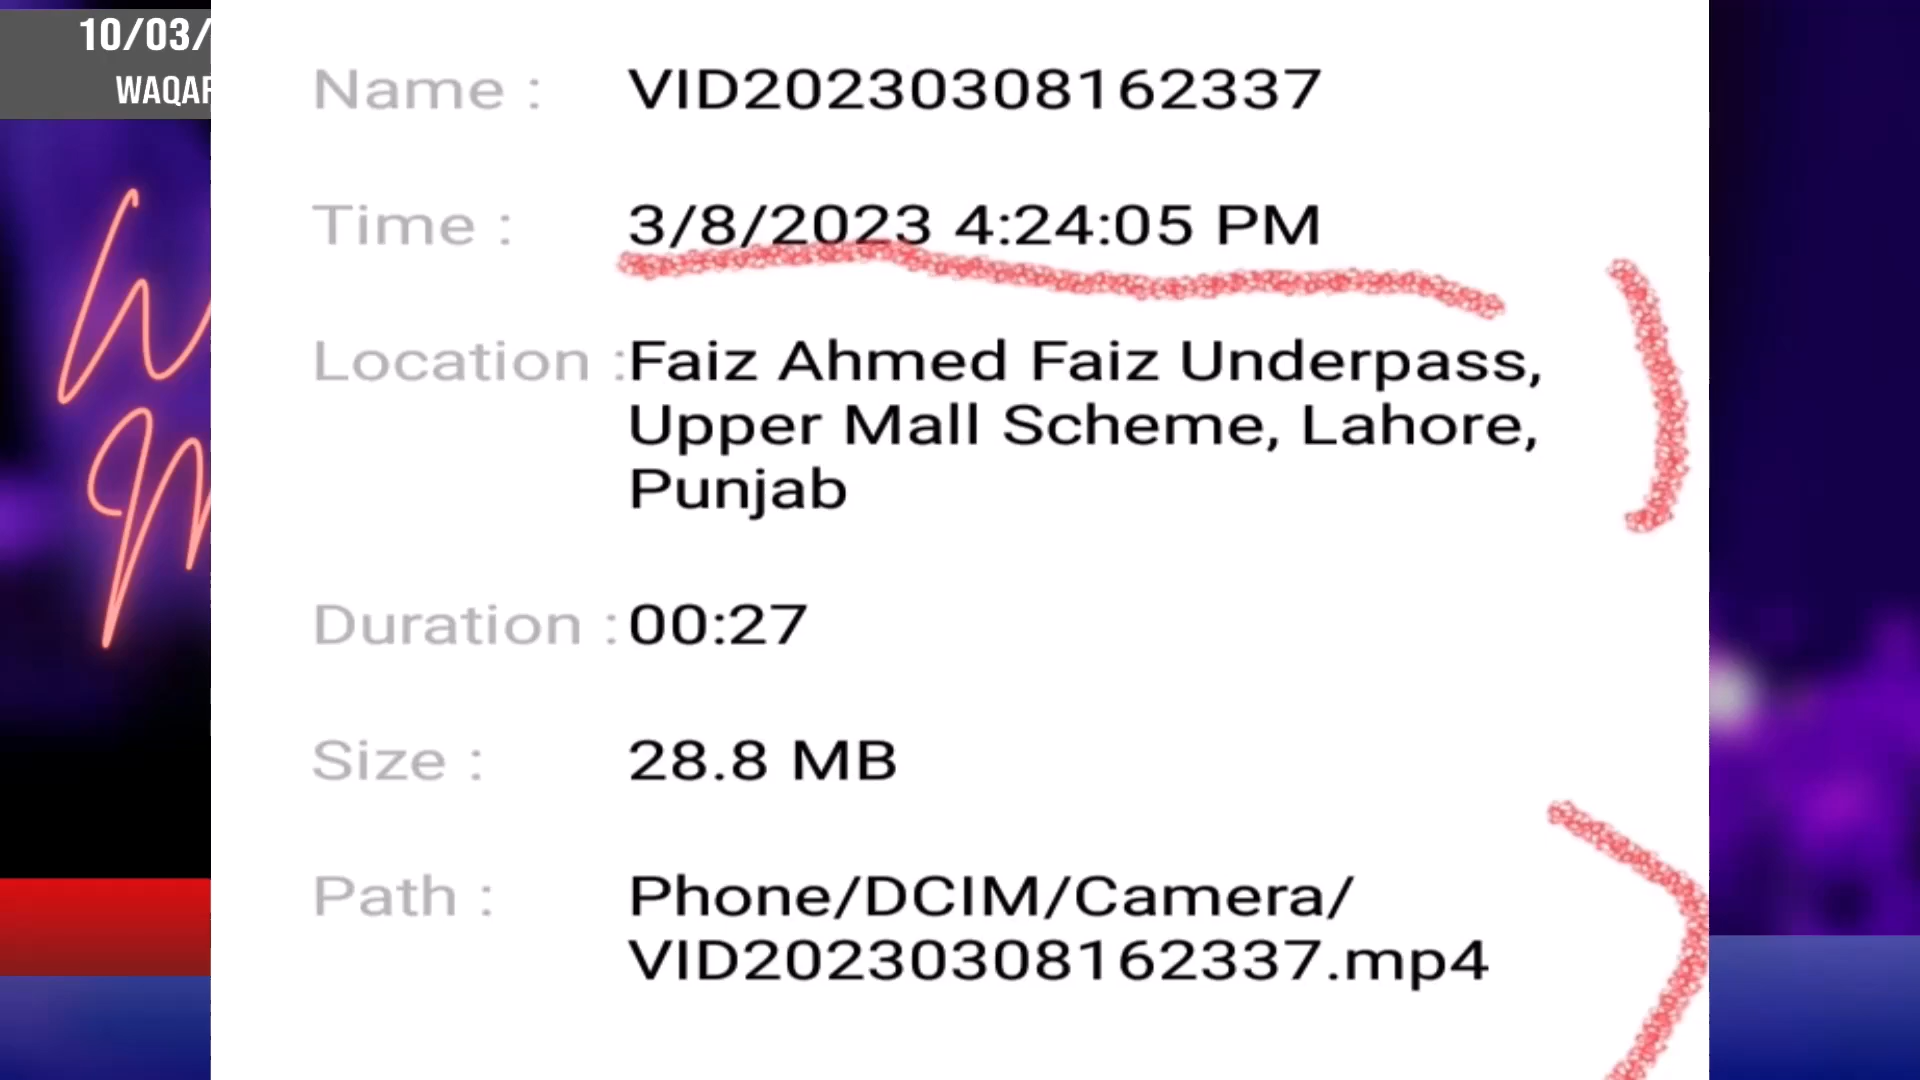 10/03/
WAQAR
Name : VID20230308162337
Time : 3/8/2023 4:24:05 PM
Location :Faiz Ahmed Faiz Underpass,
Upper Mall Scheme, Lahore,
Punjab
Duration :00:27
Size : 28.8 MB
Path : Phone/DCIM/Camera/
VID20230308162337.mp4